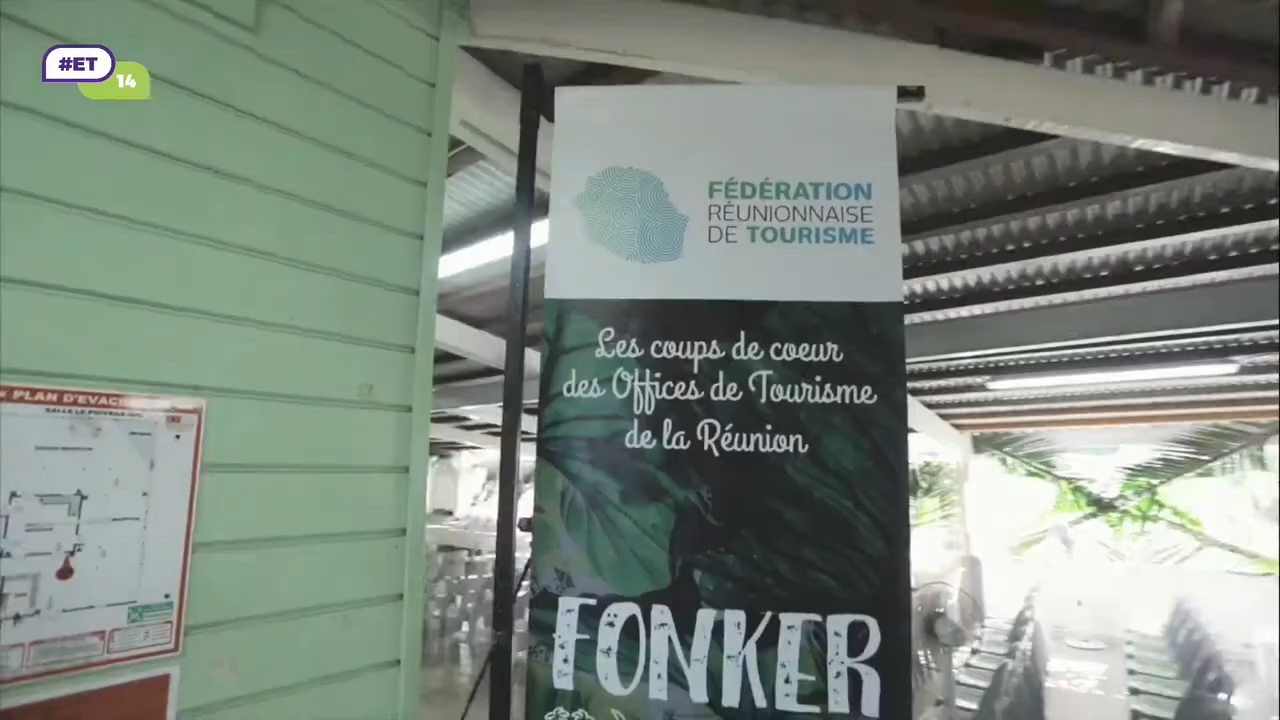 #ET
14
FÉDÉRATION
RÉUNIONNAISE
DE TOURISME
Les coups de coeur
des Offices de Tourisme
de la Réunion
FONKER
PLAN D'EVAC